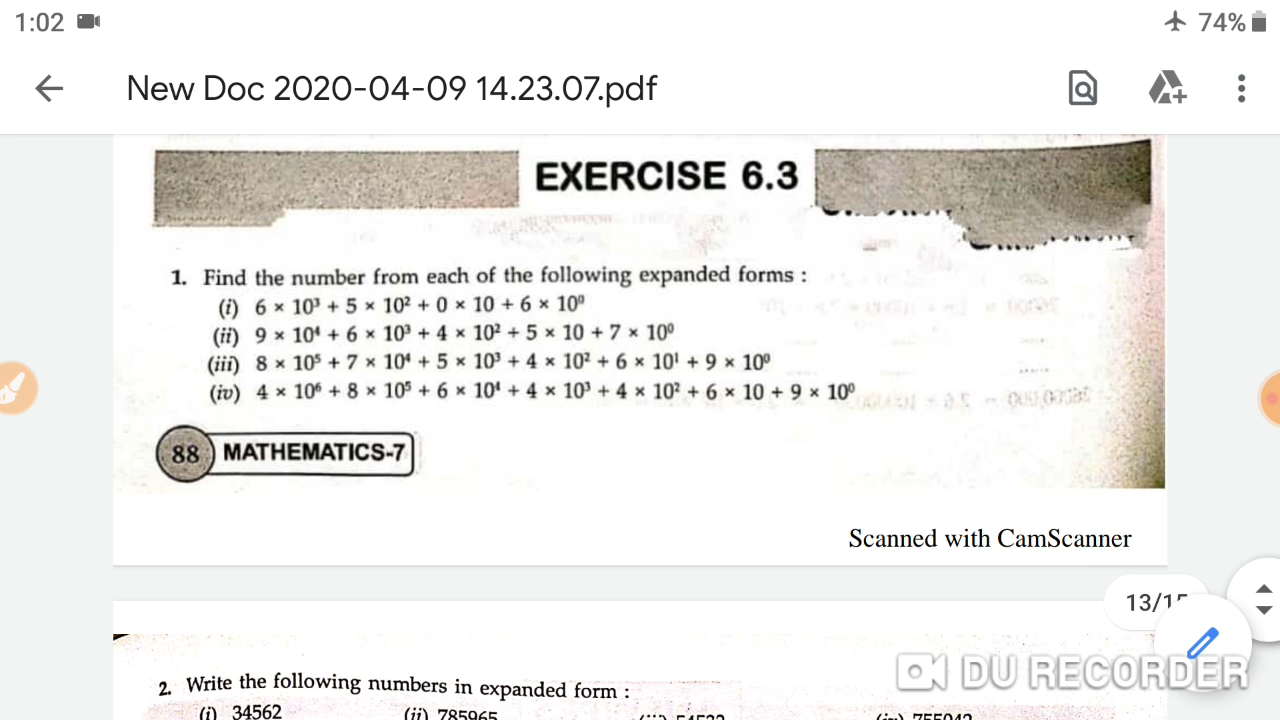 1:02
74%
New Doc 2020-04-09 14.23.07.pdf
EXERCISE 6.3
1. Find the number from each of the following expanded forms :
(i) 6 × 10³ + 5 × 10² + 0 × 10 + 6 × 10⁰
(ii) 9 × 10⁴ + 6 × 10³ + 4 × 10² + 5 × 10 + 7 × 10⁰
(iii) 8 × 10⁵ + 7 × 10⁴ + 5 × 10³ + 4 × 10² + 6 × 10¹ + 9 × 10⁰
(iv) 4 × 10⁶ + 8 × 10⁵ + 6 × 10⁴ + 4 × 10³ + 4 × 10² + 6 × 10 + 9 × 10⁰
88 MATHEMATICS-7
Scanned with CamScanner
13/15
DU RECORDER
2. Write the following numbers in expanded form :
(i) 34562 (ii) 785965